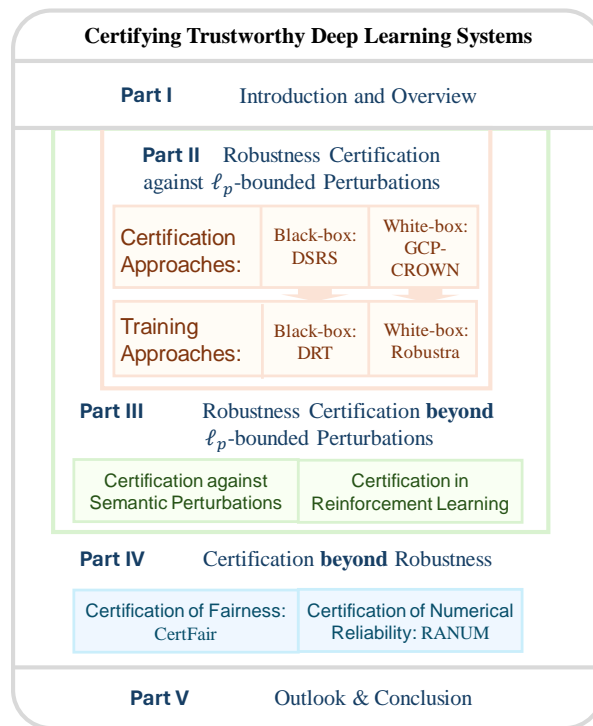 Certifying Trustworthy Deep Learning Systems
Part I Introduction and Overview
Part II Robustness Certification
against ℓp-bounded Perturbations
Certification
Approaches:
Black-box:
DSRS
White-box:
GCP-
CROWN
Training
Approaches:
Black-box:
DRT
White-box:
Robustra
Part III Robustness Certification beyond
ℓp-bounded Perturbations
Certification against
Semantic Perturbations
Certification in
Reinforcement Learning
Part IV Certification beyond Robustness
Certification of Fairness:
CertFair
Certification of Numerical
Reliability: RANUM
Part V Outlook & Conclusion